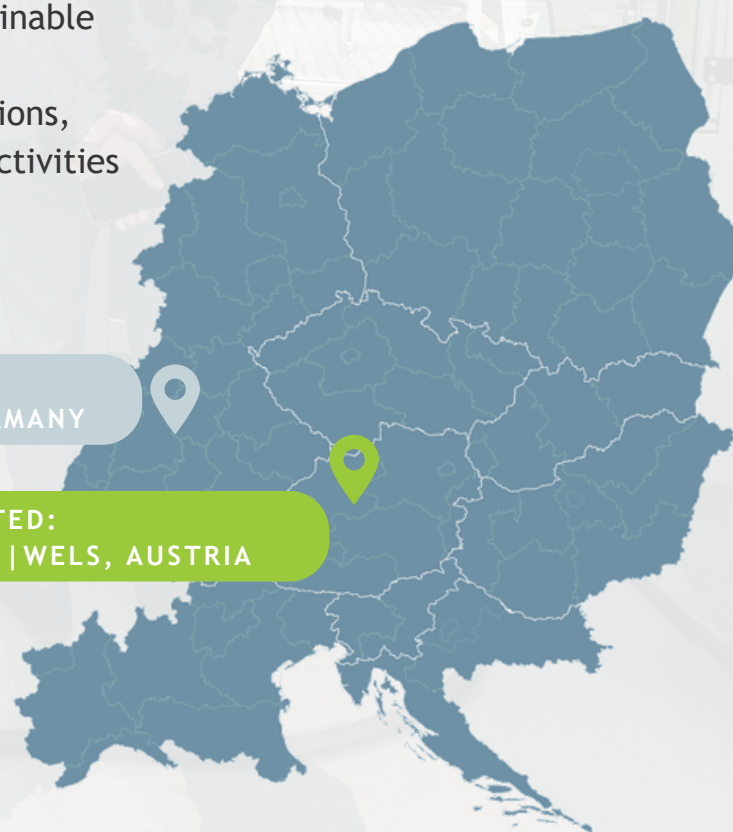 inable
ions,
ctivities
MANY
TED:
|WELS, AUSTRIA